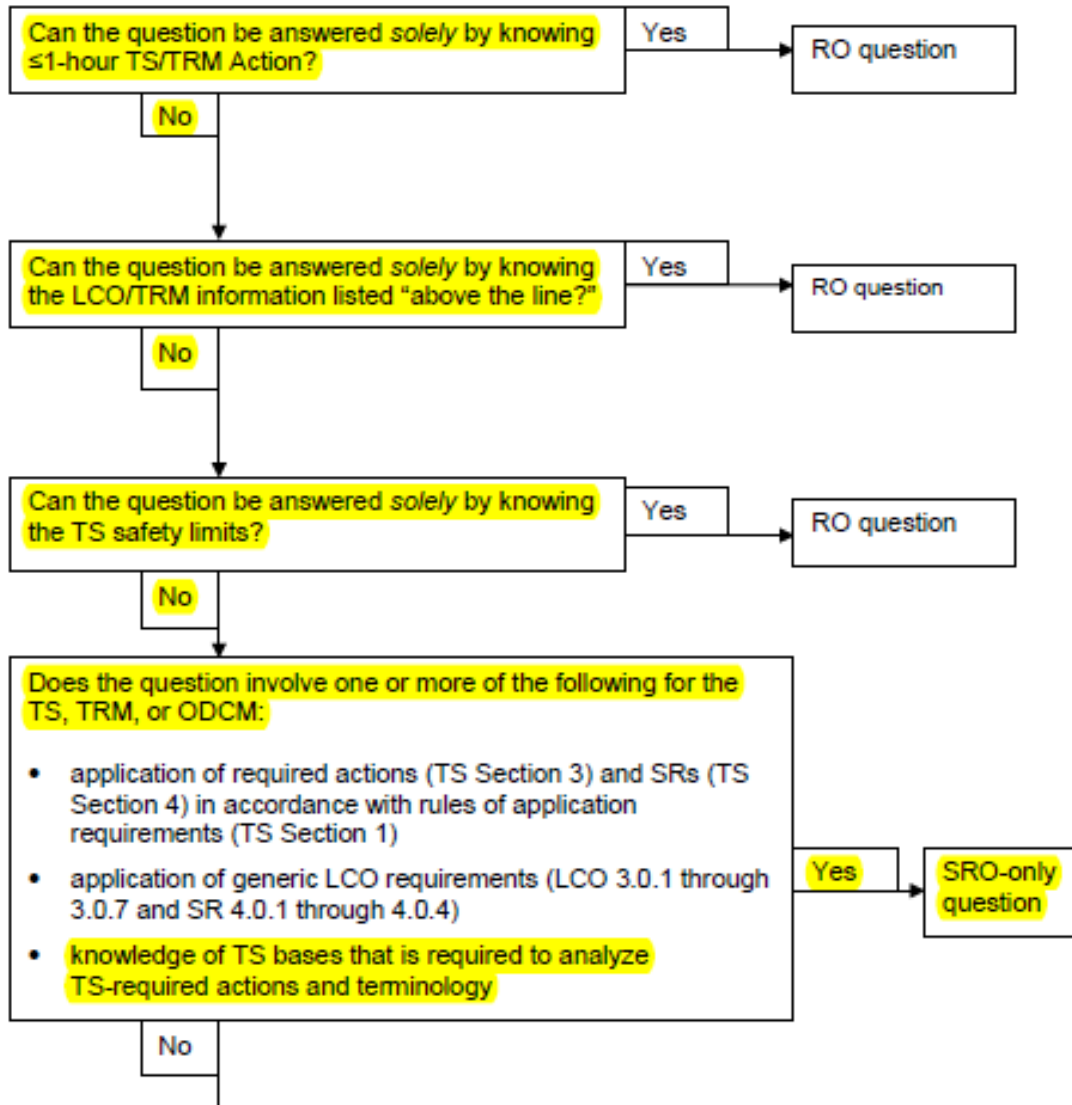 Can the question be answered solely by knowing
≤1-hour TS/TRM Action?
Yes
RO question
No
Can the question be answered solely by knowing
the LCO/TRM information listed “above the line?”
Yes
RO question
No
Can the question be answered solely by knowing
the TS safety limits?
Yes
RO question
No
Does the question involve one or more of the following for the
TS, TRM, or ODCM:
• application of required actions (TS Section 3) and SRs (TS
Section 4) in accordance with rules of application
requirements (TS Section 1)
• application of generic LCO requirements (LCO 3.0.1 through
3.0.7 and SR 4.0.1 through 4.0.4)
• knowledge of TS bases that is required to analyze
TS-required actions and terminology
Yes
SRO-only
question
No